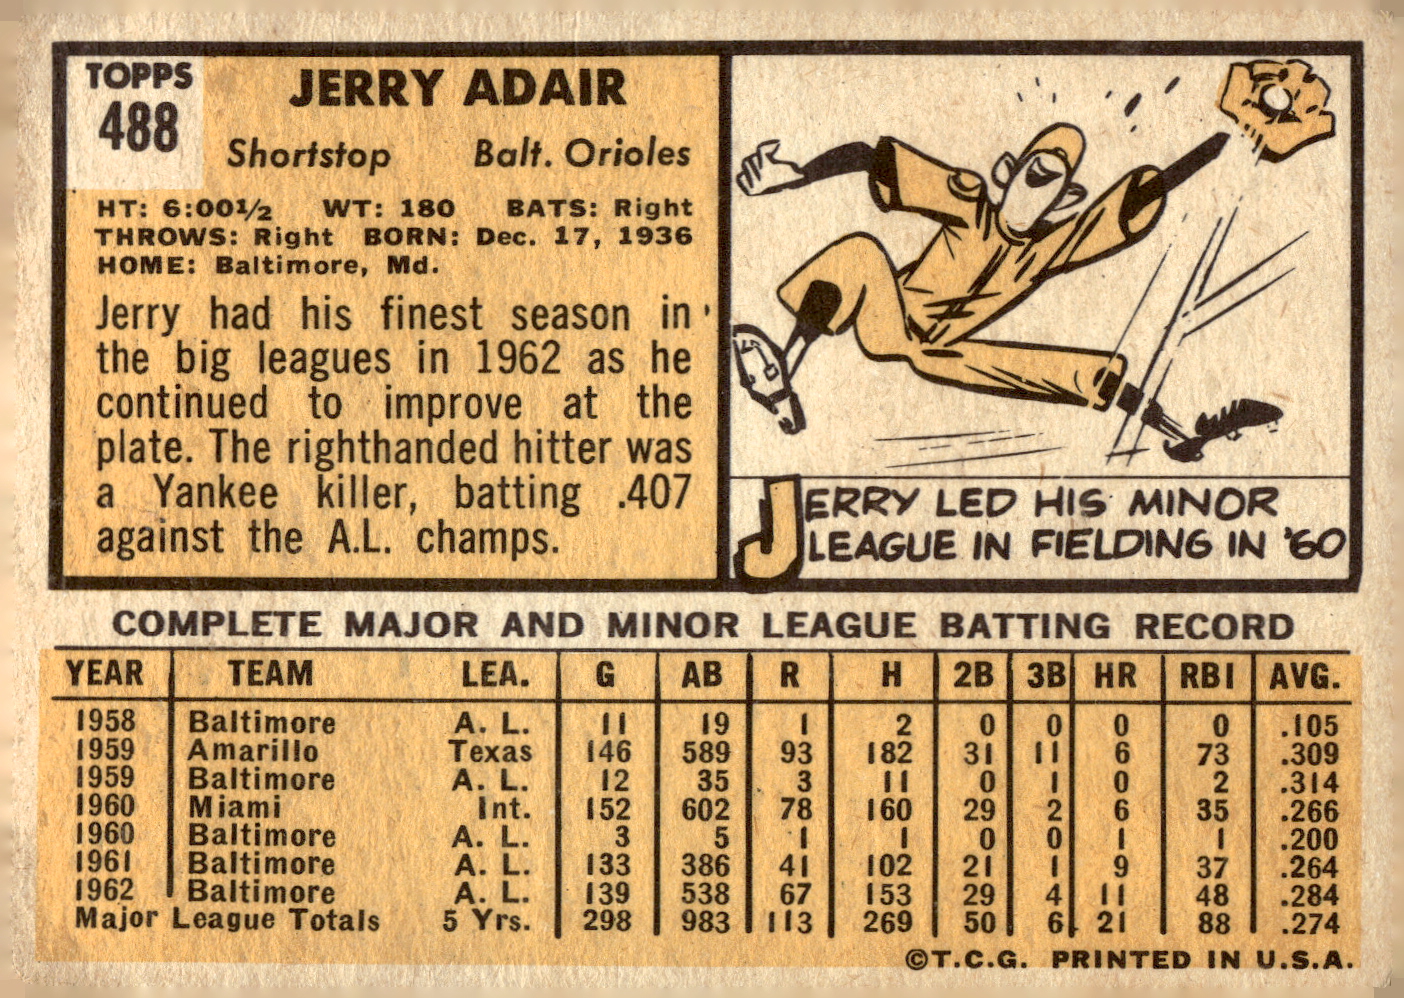 TOPPS
488
JERRY ADAIR
Shortstop Balt. Orioles
HT: 6:00½ WT: 180 BATS: Right
THROWS: Right BORN: Dec. 17, 1936
HOME: Baltimore, Md.
Jerry had his finest season in
the big leagues in 1962 as he
continued to improve at the
plate. The righthanded hitter was
a Yankee killer, batting .407
against the A.L. champs.
JERRY LED HIS MINOR
LEAGUE IN FIELDING IN '60
COMPLETE MAJOR AND MINOR LEAGUE BATTING RECORD
YEAR TEAM LEA. G AB R H 2B 3B HR RBI AVG.
1958 Baltimore A. L. 11 19 1 2 0 0 0 0 .105
1959 Amarillo Texas 146 589 93 182 31 11 6 73 .309
1959 Baltimore A. L. 12 35 3 11 0 1 0 2 .314
1960 Miami Int. 152 602 78 160 29 2 6 35 .266
1960 Baltimore A. L. 3 5 1 1 0 0 1 1 .200
1961 Baltimore A. L. 133 386 41 102 21 1 9 37 .264
1962 Baltimore A. L. 139 538 67 153 29 4 11 48 .284
Major League Totals 5 Yrs. 298 983 113 269 50 6 21 88 .274
©T.C.G. PRINTED IN U.S.A.